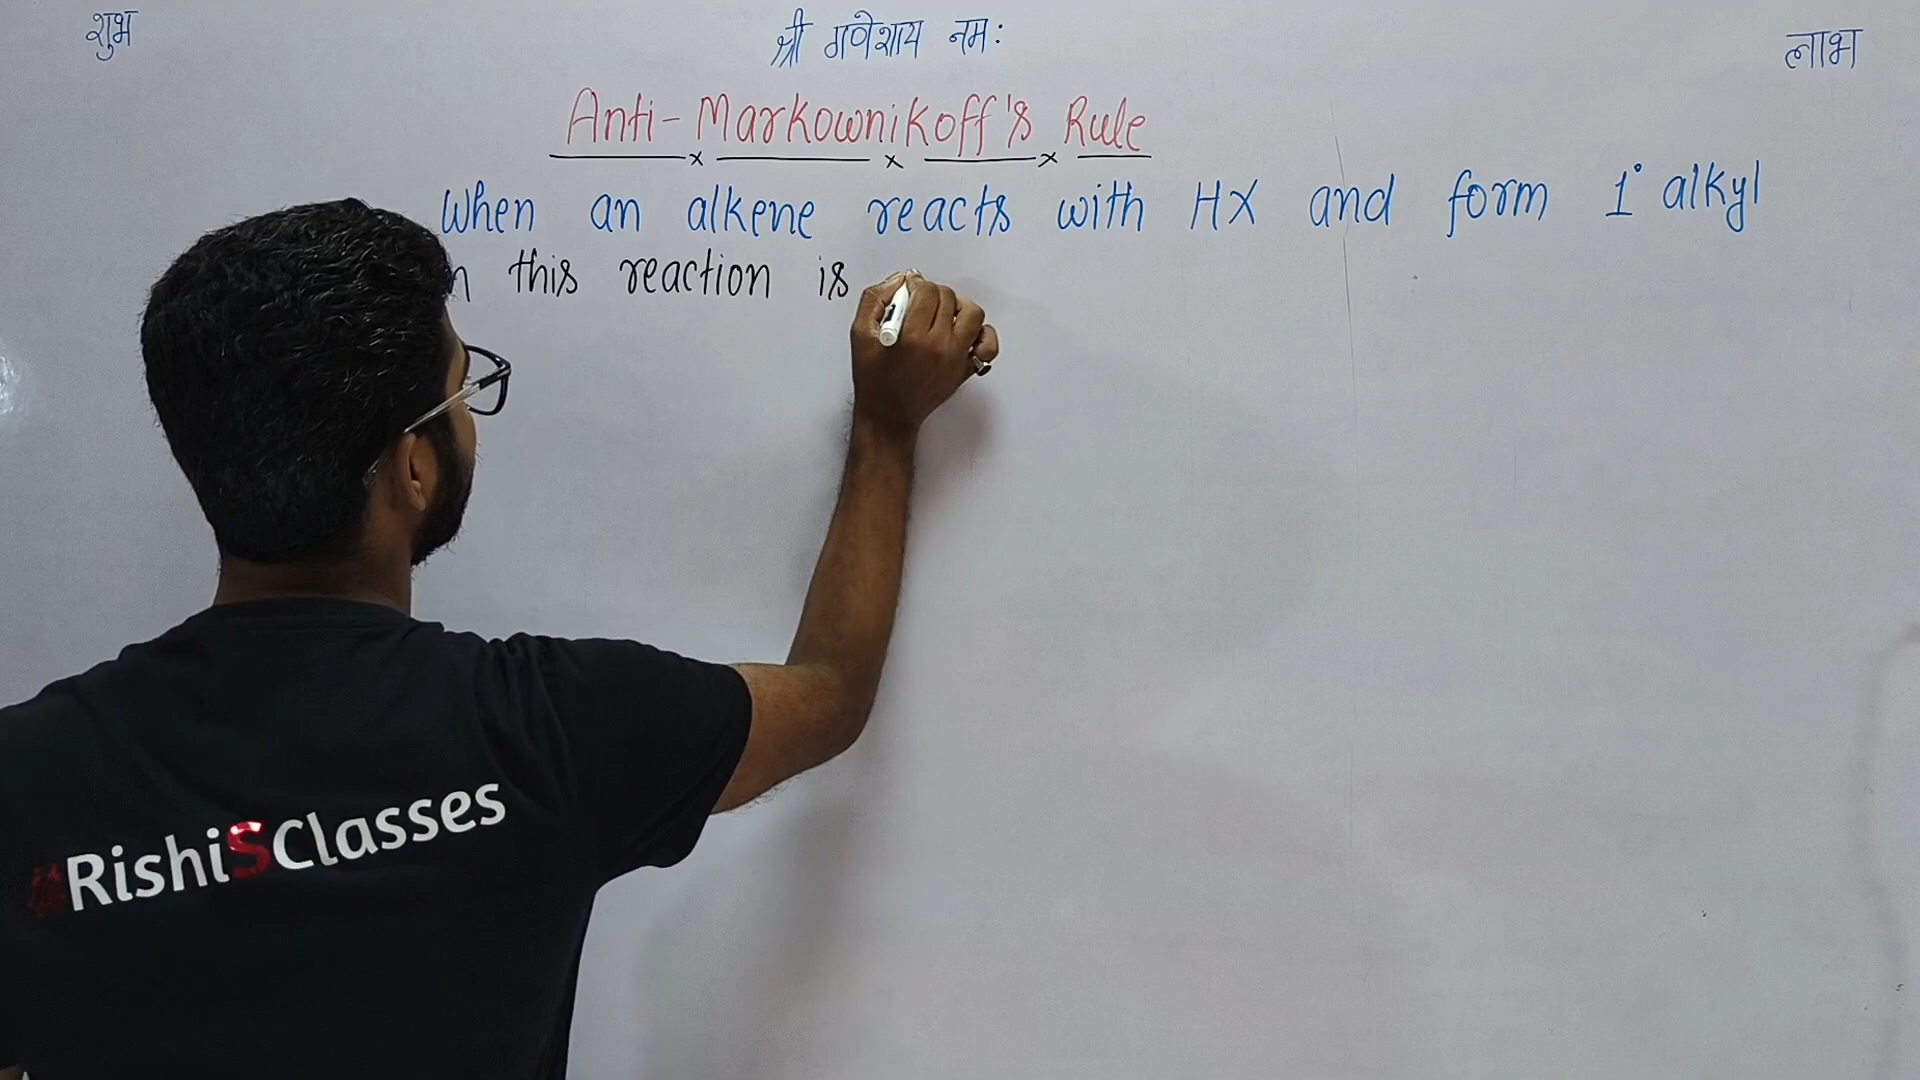 शुभ श्री गणेशाय नमः लाभ
Anti-Markownikoff's Rule
When an alkene reacts with HX and form 1° alkyl
this reaction is
#RishiSClasses